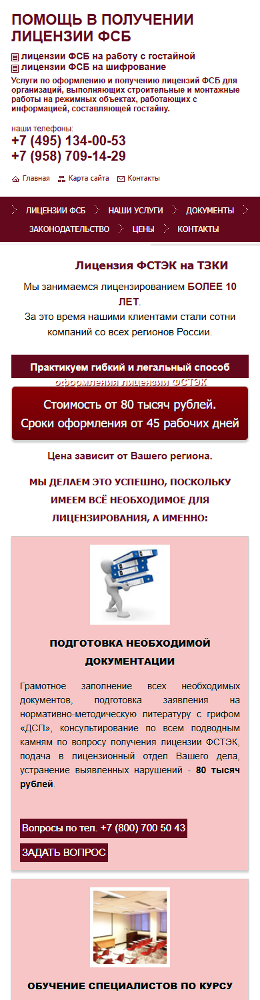 ПОМОЩЬ В ПОЛУЧЕНИИ
ЛИЦЕНЗИИ ФСБ
лицензии ФСБ на работу с гостайной
лицензии ФСБ на шифрование
Услуги по оформлению и получению лицензий ФСБ для
организаций, выполняющих строительные и монтажные
работы на режимных объектах, работающих с
информацией, составляющей гостайну.
наши телефоны:
+7 (495) 134-00-53
+7 (958) 709-14-29
Главная Карта сайта Контакты
ЛИЦЕНЗИИ ФСБ НАШИ УСЛУГИ ДОКУМЕНТЫ
ЗАКОНОДАТЕЛЬСТВО ЦЕНЫ КОНТАКТЫ
Лицензия ФСТЭК на ТЗКИ
Мы занимаемся лицензированием БОЛЕЕ 10
ЛЕТ.
За это время нашими клиентами стали сотни
компаний со всех регионов России.
Практикуем гибкий и легальный способ
оформления лицензии ФСТЭК
Стоимость от 80 тысяч рублей.
Сроки оформления от 45 рабочих дней
Цена зависит от Вашего региона.
МЫ ДЕЛАЕМ ЭТО УСПЕШНО, ПОСКОЛЬКУ
ИМЕЕМ ВСЁ НЕОБХОДИМОЕ ДЛЯ
ЛИЦЕНЗИРОВАНИЯ, А ИМЕННО:
ПОДГОТОВКА НЕОБХОДИМОЙ
ДОКУМЕНТАЦИИ
Грамотное заполнение всех необходимых
документов, подготовка заявления на
нормативно-методическую литературу с грифом
«ДСП», консультирование по всем подводным
камням по вопросу получения лицензии ФСТЭК,
подача в лицензионный отдел Вашего дела,
устранение выявленных нарушений - 80 тысяч
рублей.
Вопросы по тел. +7 (800) 700 50 43
ЗАДАТЬ ВОПРОС
ОБУЧЕНИЕ СПЕЦИАЛИСТОВ ПО КУРСУ